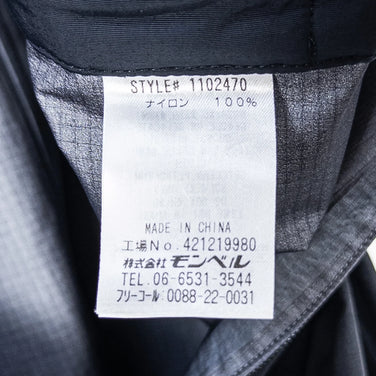 STYLE# 1102470
ナイロン 100%
MADE IN CHINA
工場No. 421219980
株式会社 モンベル
TEL. 06-6531-3544
フリーコール: 0088-22-0031